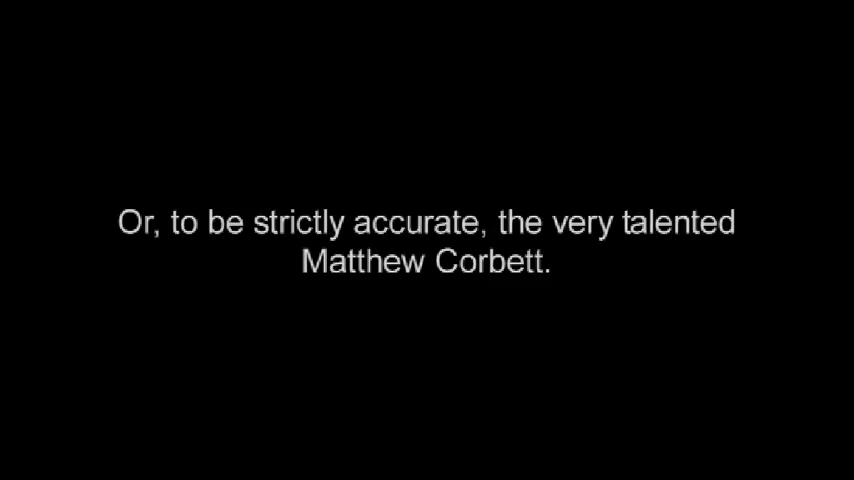 Or, to be strictly accurate, the very talented
Matthew Corbett.